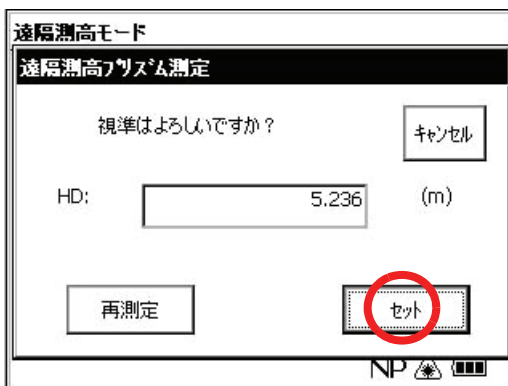 遠隔測高モード
遠隔測高プリズム測定
視準はよろしいですか?
キャンセル
HD: 5.236 (m)
再測定 セット
NP